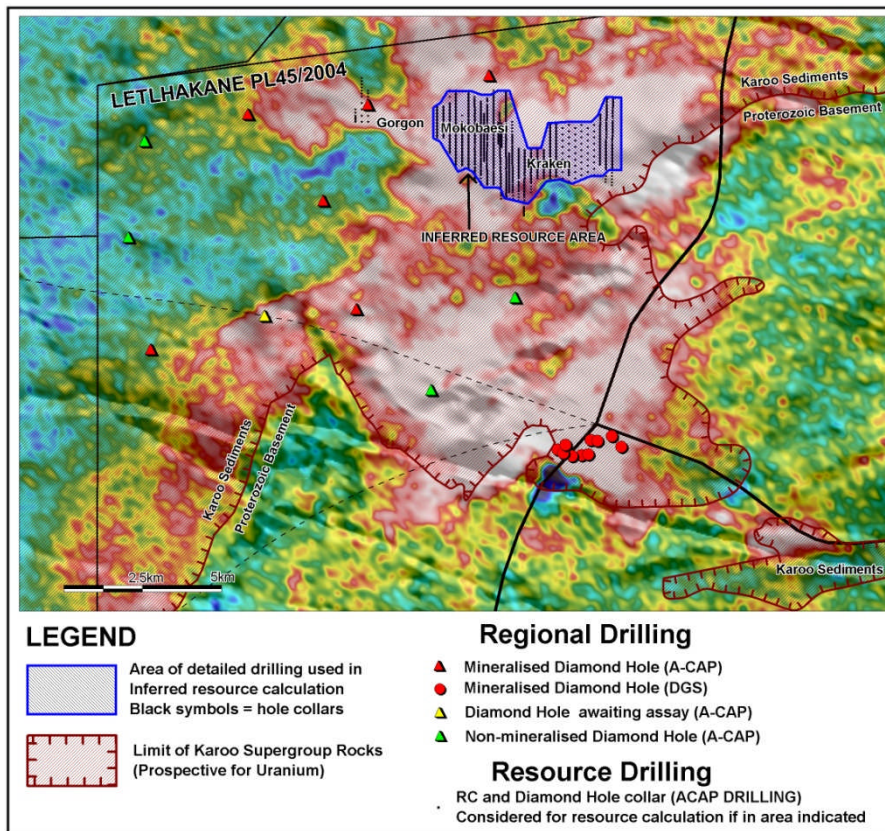 LETLHAKANE PL45/2004
Karoo Sediments
Proterozoic Basement
Gorgon
Mokobaesi
Kraken
INFERRED RESOURCE AREA
Karoo Sediments
Proterozoic Basement
2.5km
5km
Karoo Sediments
LEGEND
Area of detailed drilling used in
Inferred resource calculation
Black symbols = hole collars
Limit of Karoo Supergroup Rocks
(Prospective for Uranium)
Regional Drilling
Mineralised Diamond Hole (A-CAP)
Mineralised Diamond Hole (DGS)
Diamond Hole awaiting assay (A-CAP)
Non-mineralised Diamond Hole (A-CAP)
Resource Drilling
RC and Diamond Hole collar (ACAP DRILLING)
Considered for resource calculation if in area indicated